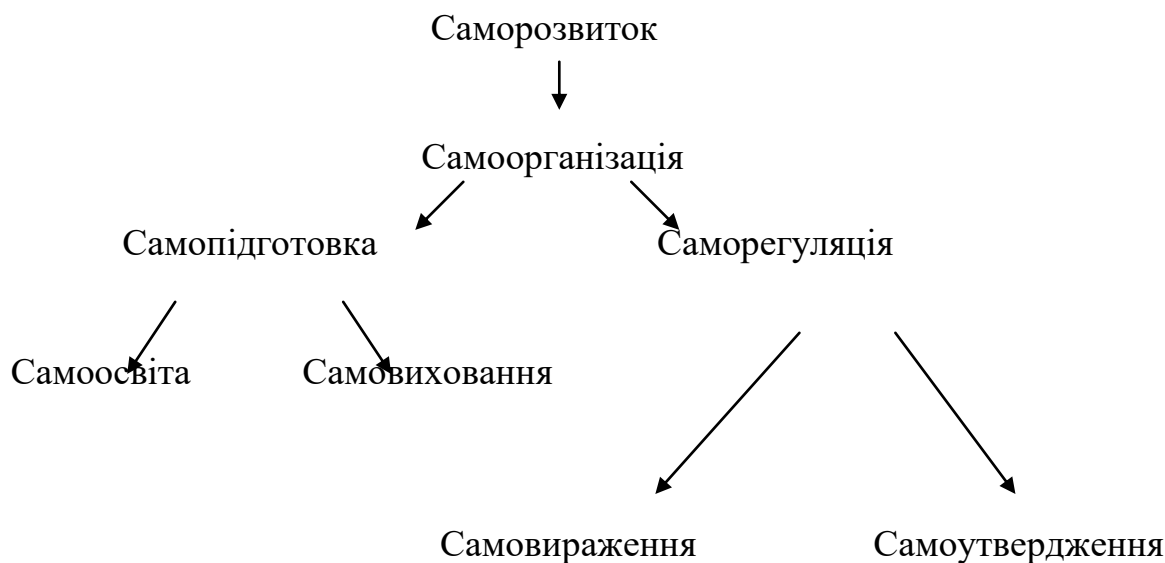 Саморозвиток
Самоорганізація
Самопідготовка Саморегуляція
Самоосвіта Самовиховання
Самовираження Самоутвердження